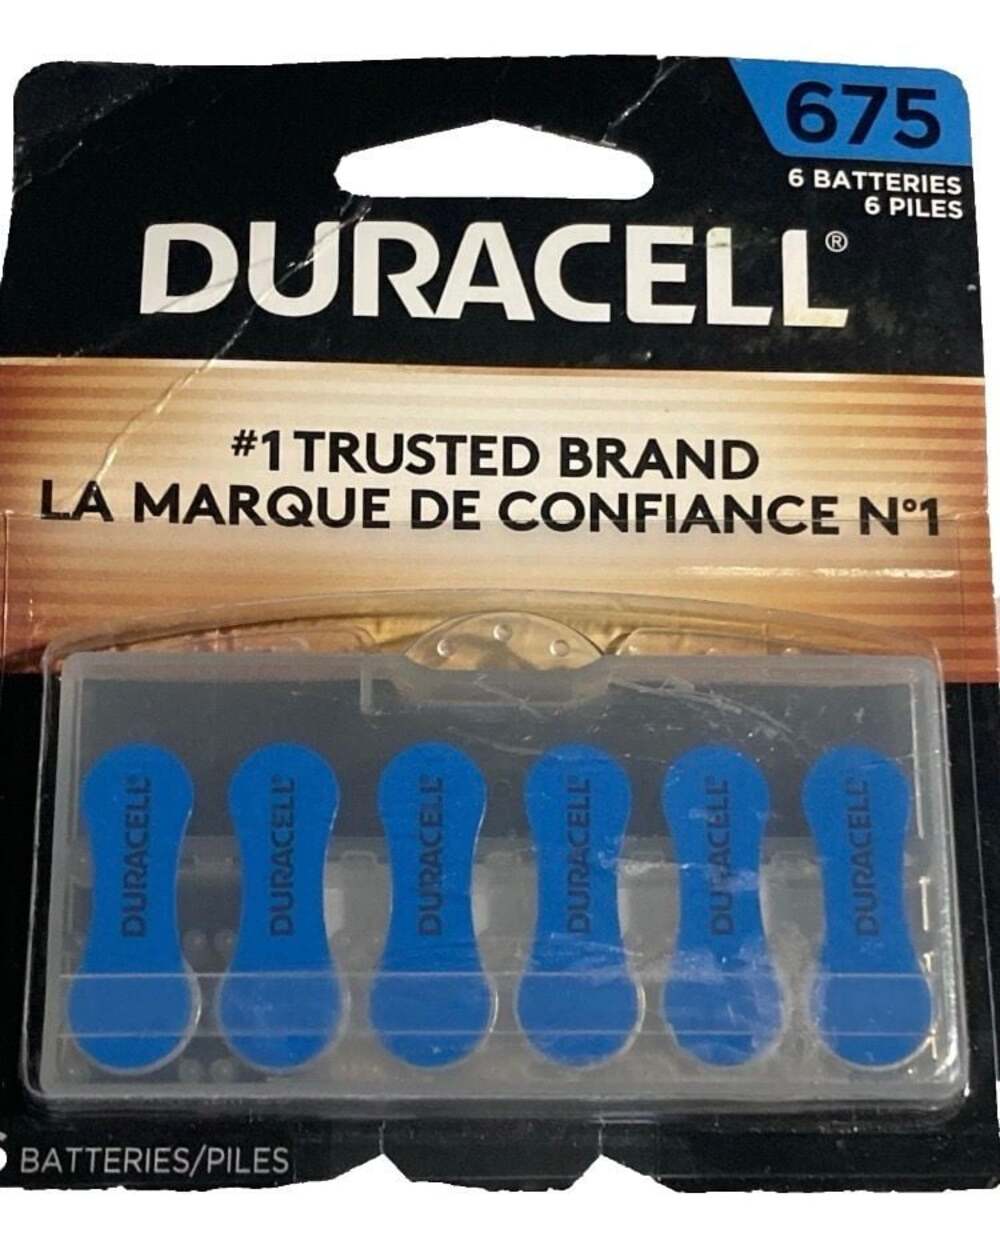 675
6 BATTERIES
6 PILES
DURACELL®
#1 TRUSTED BRAND
LA MARQUE DE CONFIANCE N°1
DURACELL®
DURACELL®
DURACELL®
DURACELL®
DURACELL®
DURACELL®
6 BATTERIES/PILES